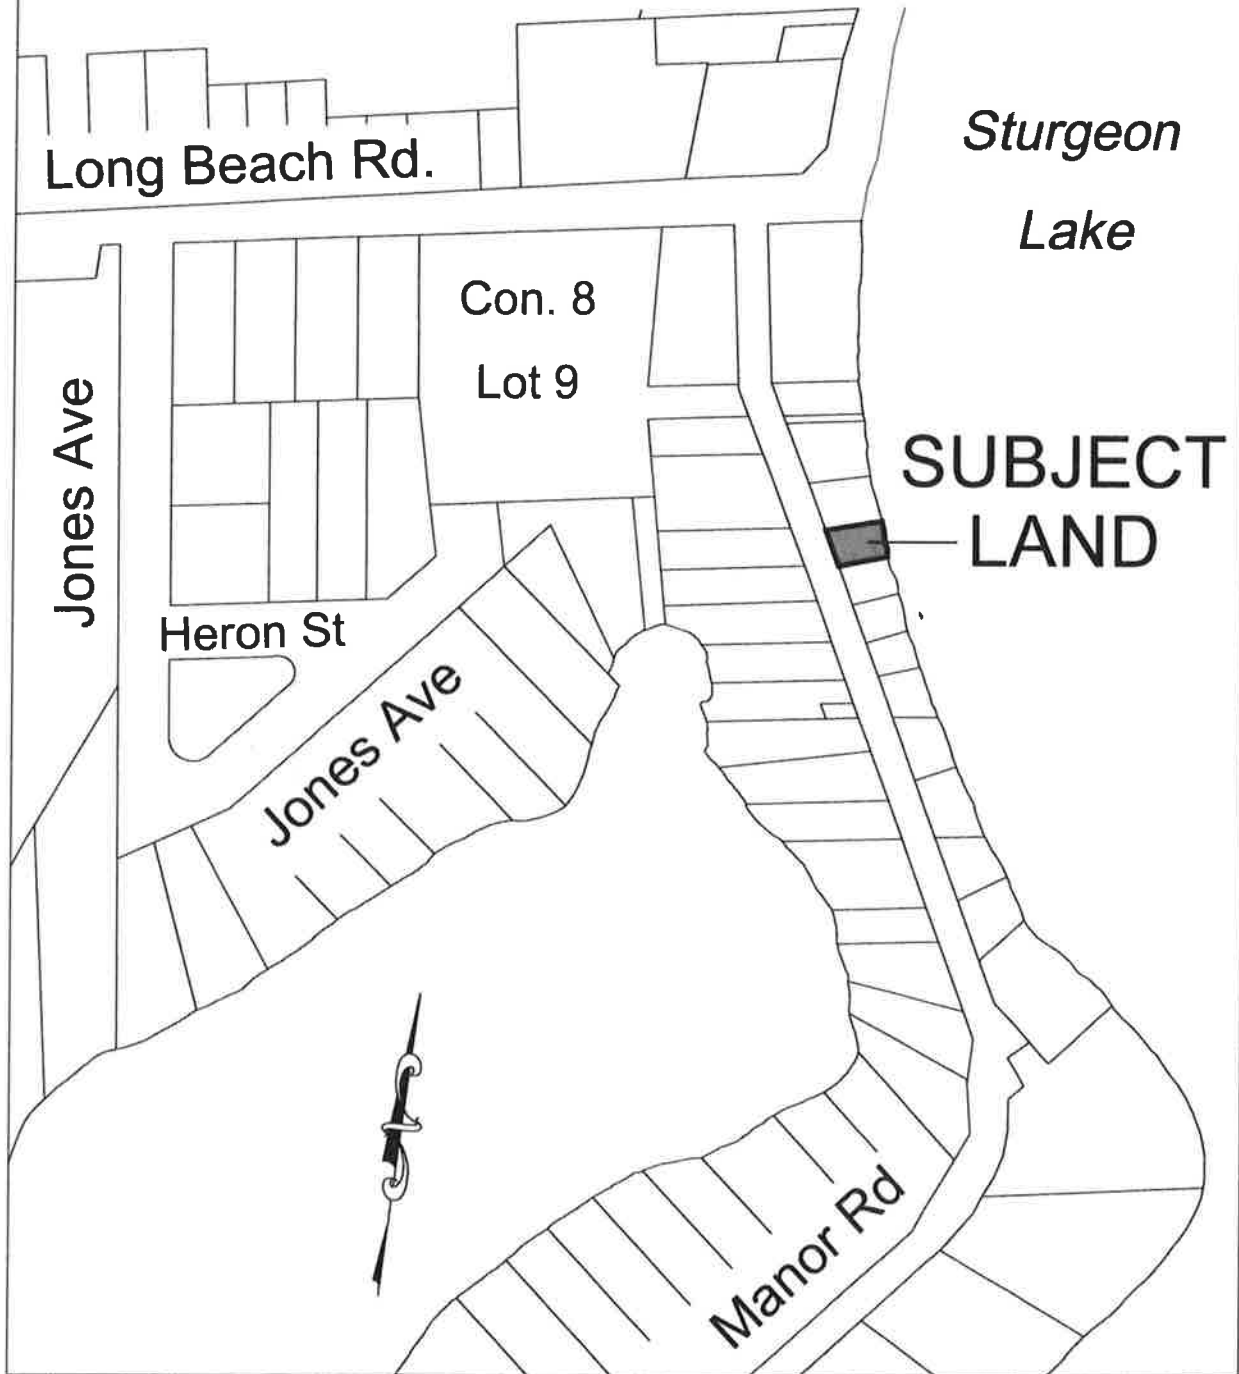 Long Beach Rd.
Sturgeon
Lake
Con. 8
Lot 9
Jones Ave
SUBJECT
LAND
Heron St
Jones Ave
Manor Rd